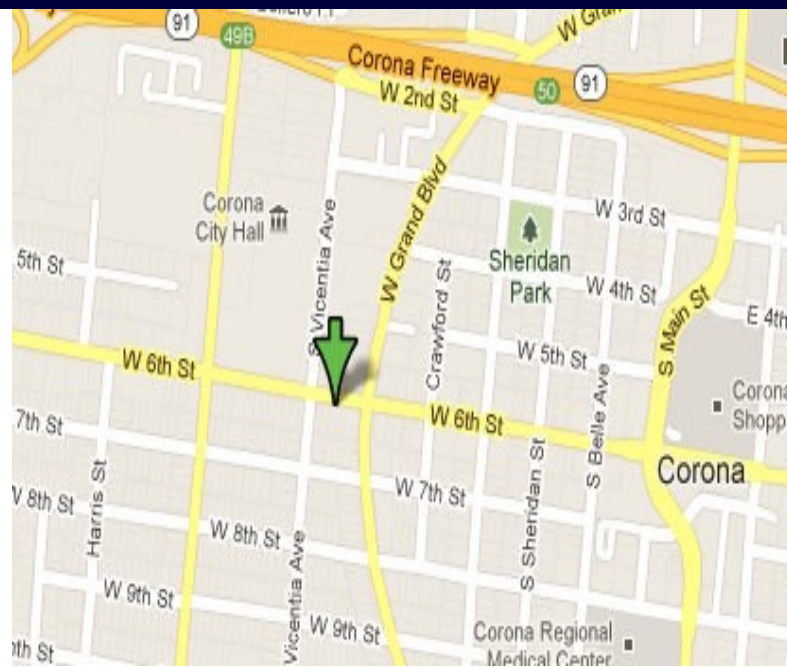 91
49B
W Grand
Corona Freeway
91
50
W 2nd St
W Grand Blvd
Corona
City Hall
S Vicentia Ave
W 3rd St
Sheridan
Park
5th St
W 4th St
S Main St
E 4th
Crawford St
W 5th St
W 6th St
S Belle Ave
Corona
Shopp
W 6th St
7th St
Corona
W 7th St
S Sheridan St
Harris St
W 8th St
W 8th St
Vicentia Ave
W 9th St
W 9th St
Corona Regional
Medical Center
th St